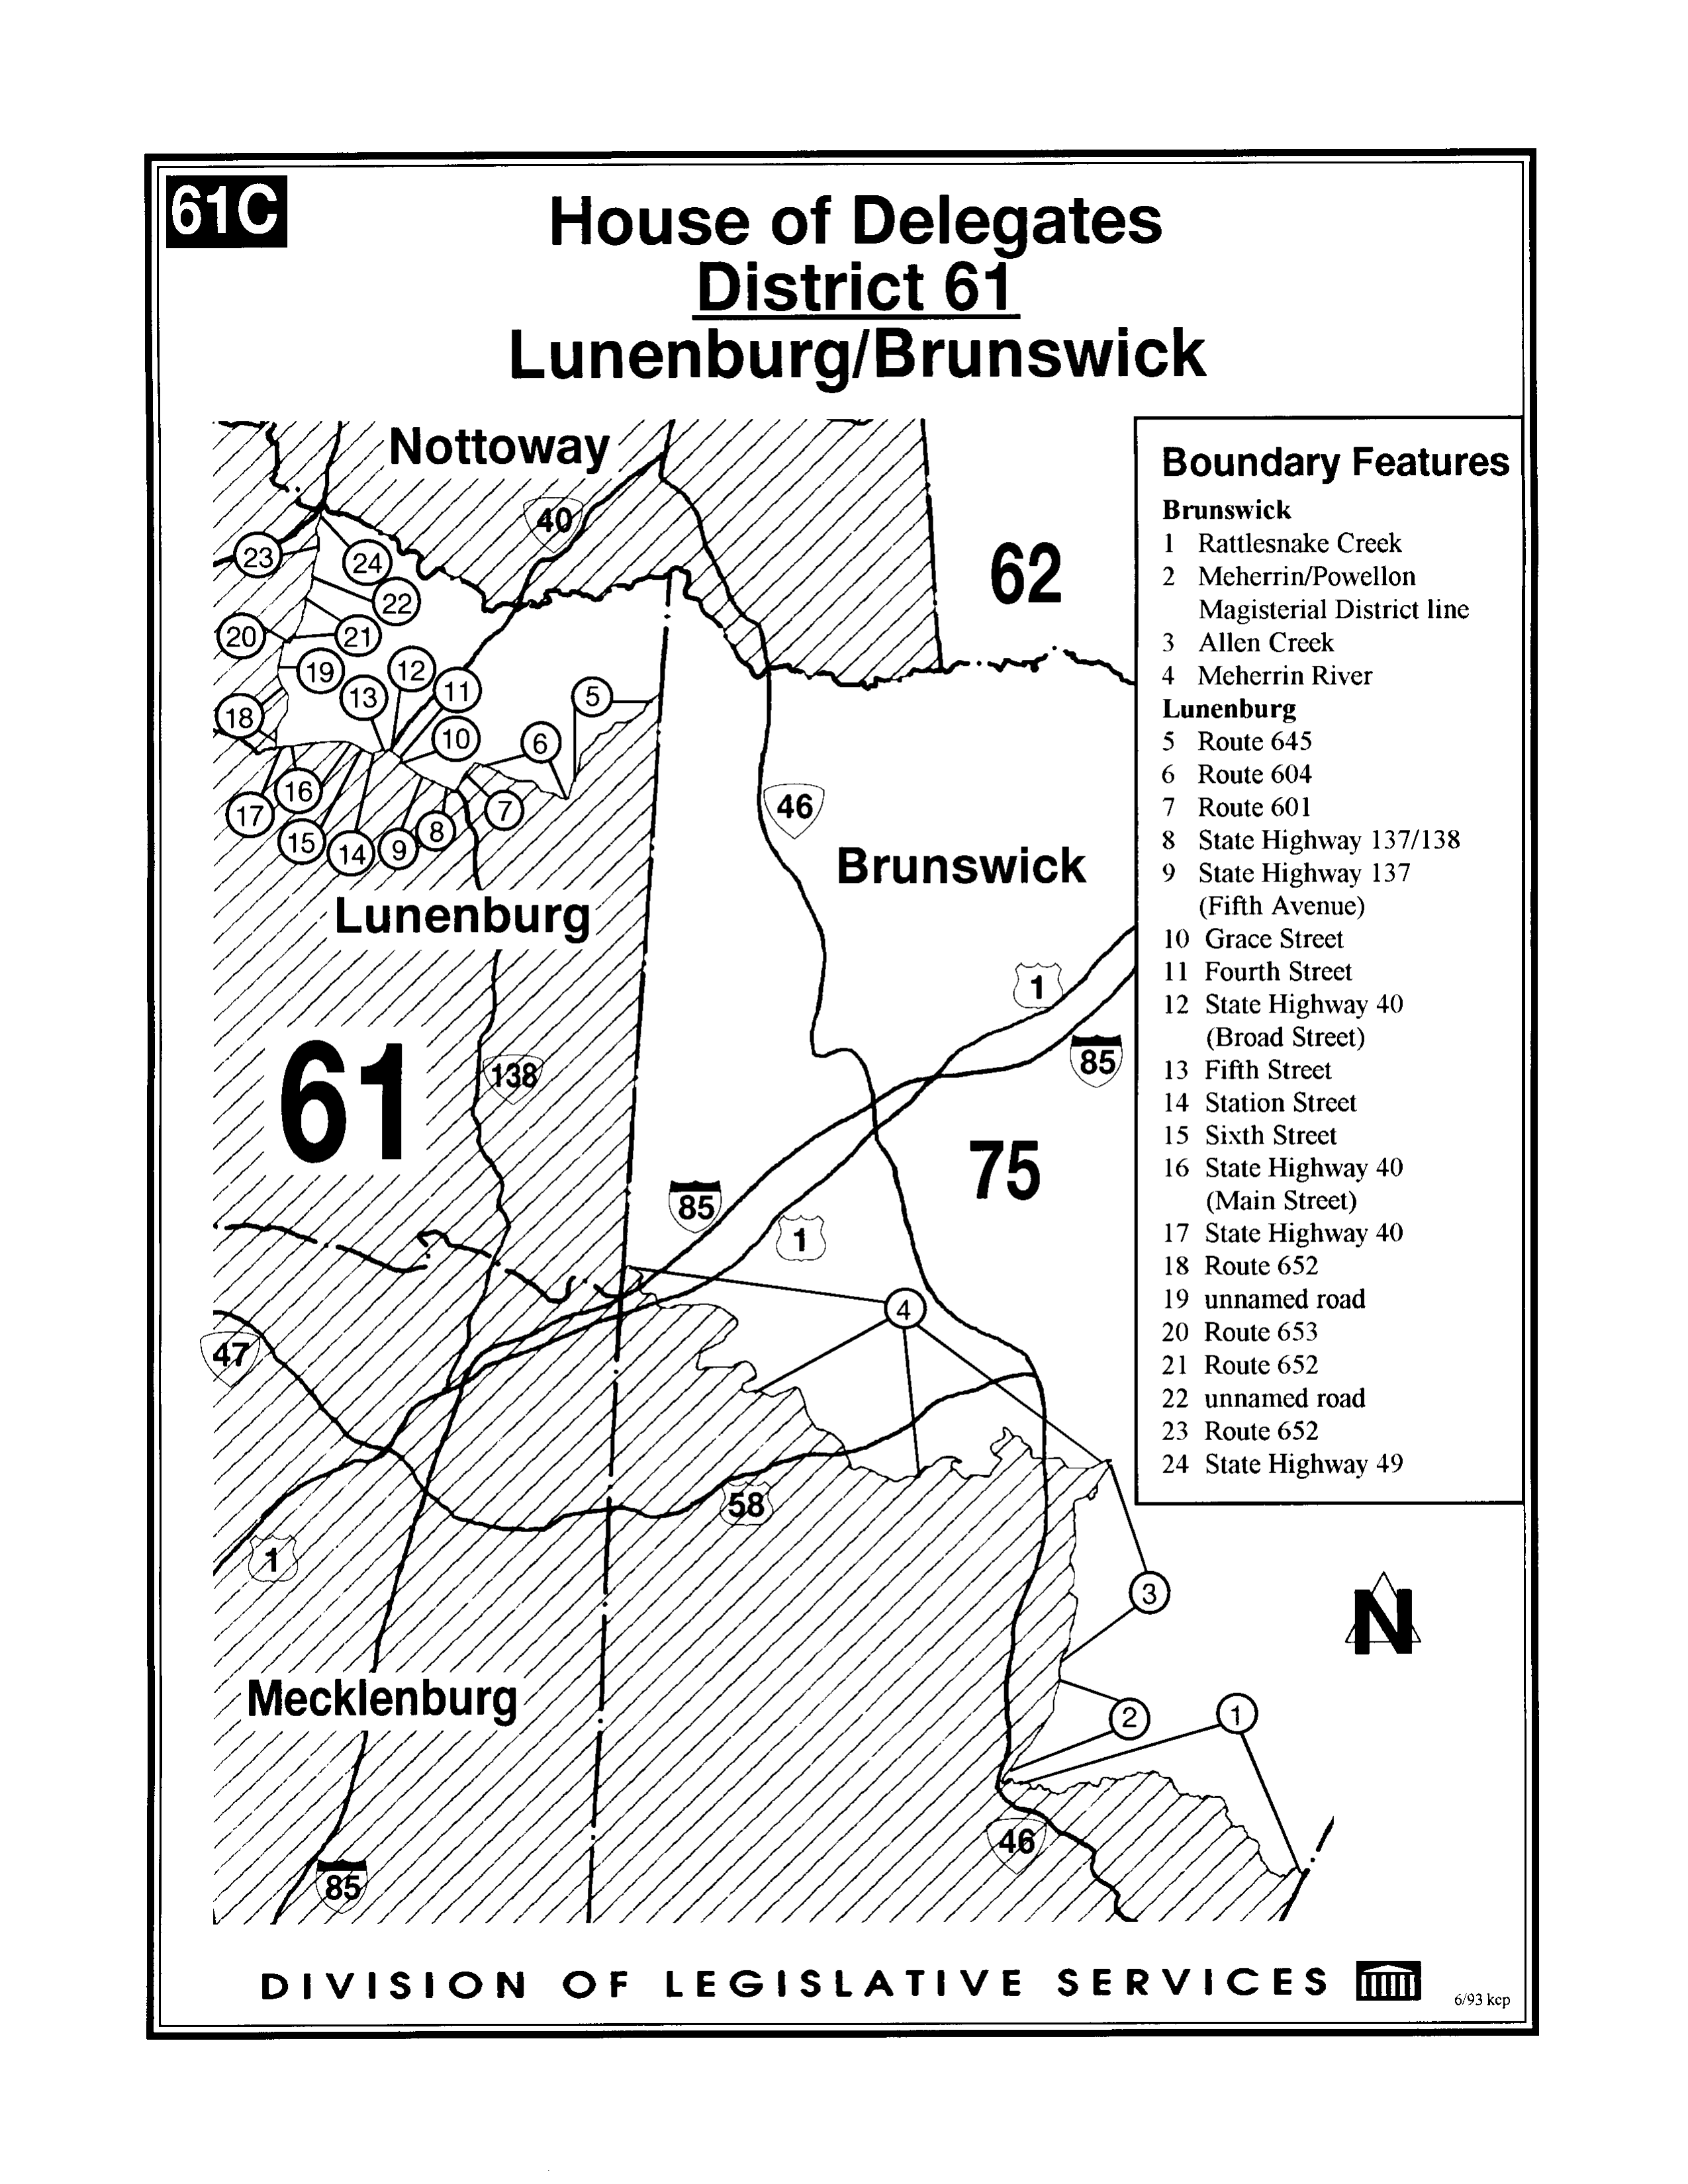 61C
House of Delegates
District 61
Lunenburg/Brunswick
Nottoway
40
62
23
24
22
20
21
19
12
13
11
18
5
10
6
16
17
7
15
14
9
8
46
Brunswick
Lunenburg
1
85
61
138
75
85
1
4
47
58
1
3
Mecklenburg
2
1
46
85
Boundary Features
Brunswick
1 Rattlesnake Creek
2 Meherrin/Powellon
Magisterial District line
3 Allen Creek
4 Meherrin River
Lunenburg
5 Route 645
6 Route 604
7 Route 601
8 State Highway 137/138
9 State Highway 137
(Fifth Avenue)
10 Grace Street
11 Fourth Street
12 State Highway 40
(Broad Street)
13 Fifth Street
14 Station Street
15 Sixth Street
16 State Highway 40
(Main Street)
17 State Highway 40
18 Route 652
19 unnamed road
20 Route 653
21 Route 652
22 unnamed road
23 Route 652
24 State Highway 49
N
DIVISION OF LEGISLATIVE SERVICES
6/93 kcp